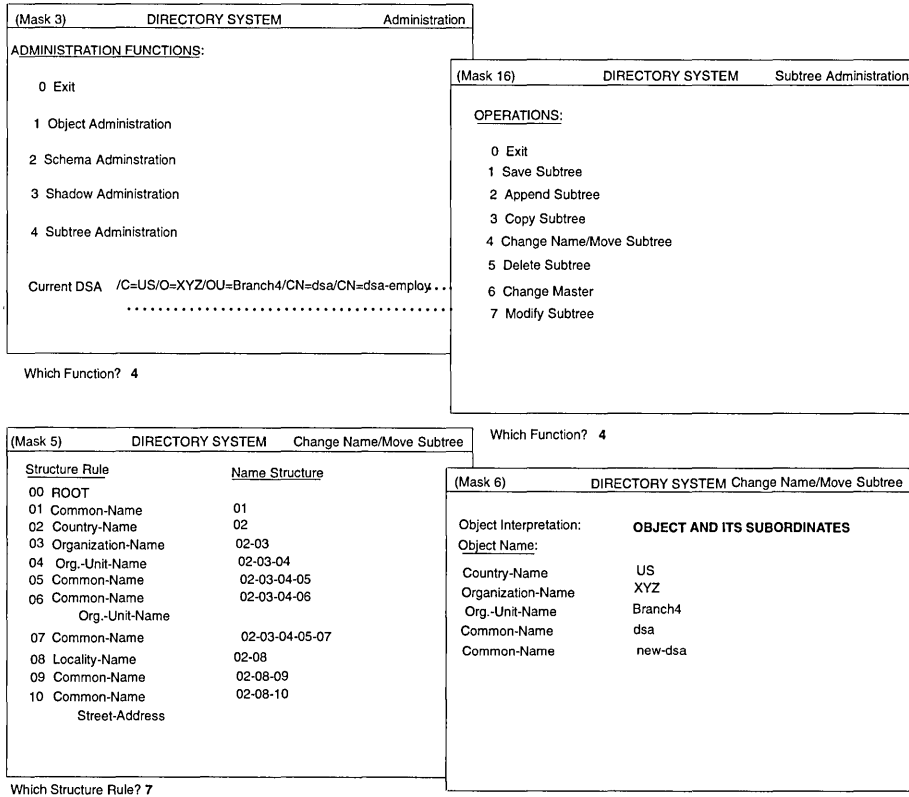 (Mask 3) DIRECTORY SYSTEM Administration
ADMINISTRATION FUNCTIONS:
0 Exit
1 Object Administration
2 Schema Adminstration
3 Shadow Administration
4 Subtree Administration
Current DSA /C=US/O=XYZ/OU=Branch4/CN=dsa/CN=dsa-employ...
..........................................
Which Function? 4
(Mask 16) DIRECTORY SYSTEM Subtree Administration
OPERATIONS:
0 Exit
1 Save Subtree
2 Append Subtree
3 Copy Subtree
4 Change Name/Move Subtree
5 Delete Subtree
6 Change Master
7 Modify Subtree
Which Function? 4
(Mask 5) DIRECTORY SYSTEM Change Name/Move Subtree
Structure Rule Name Structure
00 ROOT
01 Common-Name 01
02 Country-Name 02
03 Organization-Name 02-03
04 Org.-Unit-Name 02-03-04
05 Common-Name 02-03-04-05
06 Common-Name 02-03-04-06
Org.-Unit-Name
07 Common-Name 02-03-04-05-07
08 Locality-Name 02-08
09 Common-Name 02-08-09
10 Common-Name 02-08-10
Street-Address
Which Structure Rule? 7
(Mask 6) DIRECTORY SYSTEM Change Name/Move Subtree
Object Interpretation: OBJECT AND ITS SUBORDINATES
Object Name:
Country-Name US
Organization-Name XYZ
Org.-Unit-Name Branch4
Common-Name dsa
Common-Name new-dsa